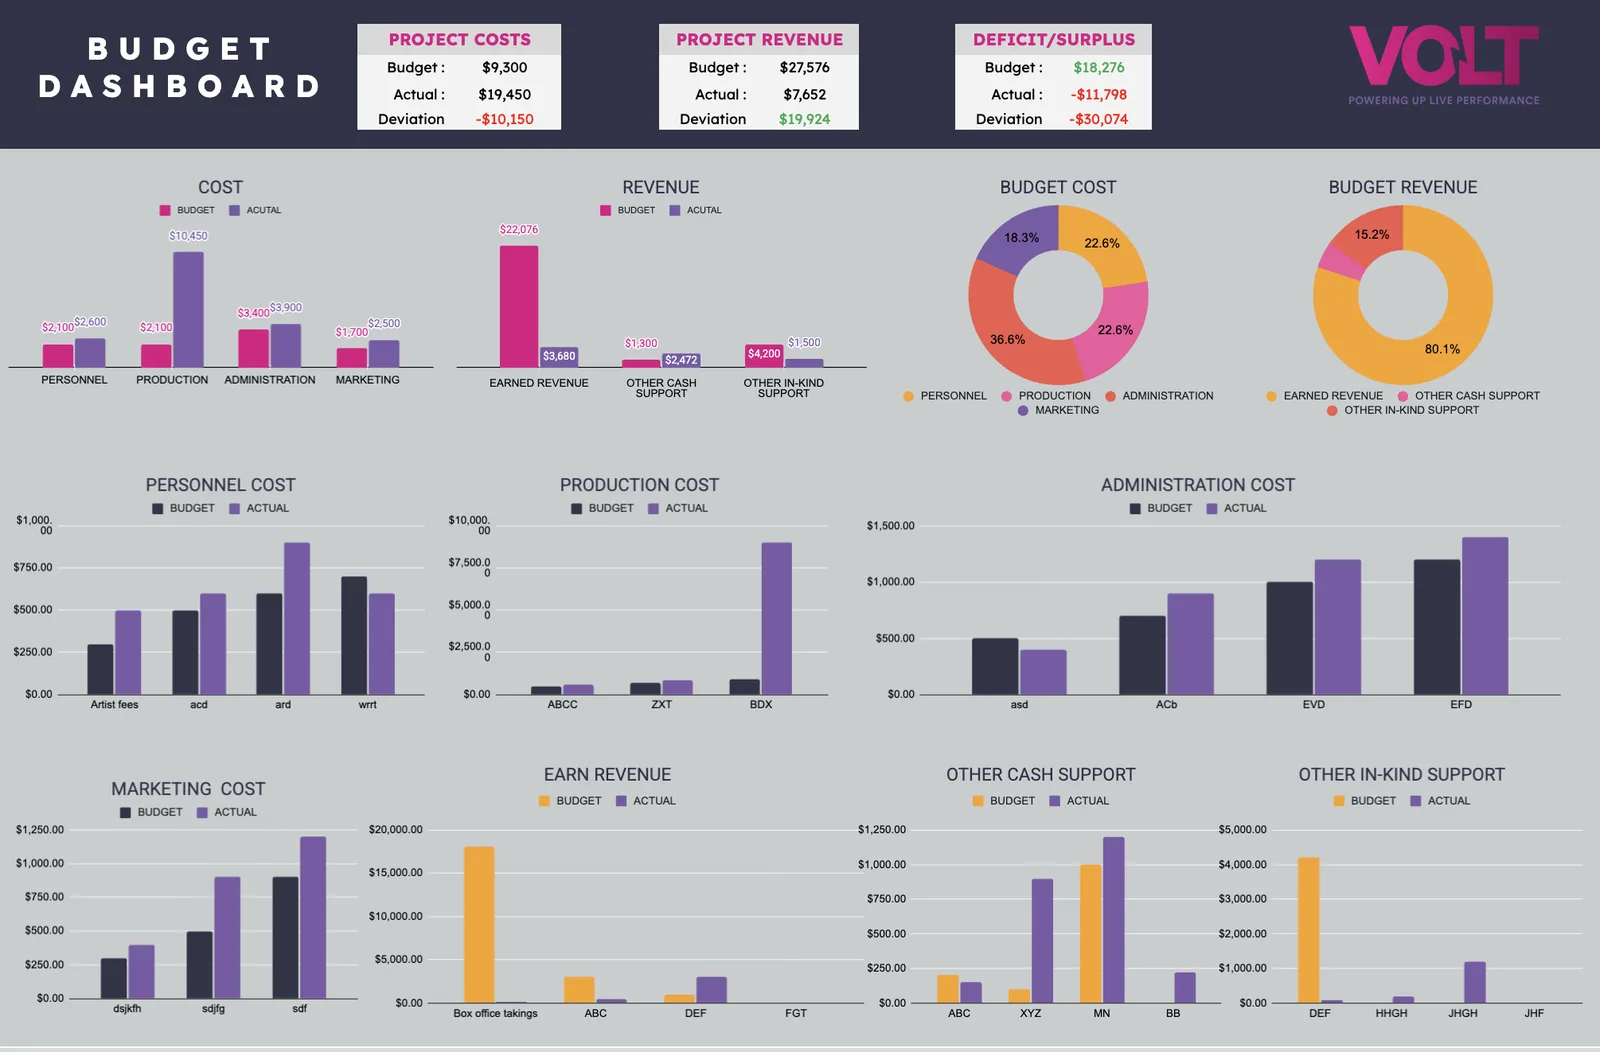 BUDGET
DASHBOARD
PROJECT COSTS
Budget : $9,300
Actual : $19,450
Deviation -$10,150
PROJECT REVENUE
Budget : $27,576
Actual : $7,652
Deviation $19,924
DEFICIT/SURPLUS
Budget : $18,276
Actual : -$11,798
Deviation -$30,074
VOLT
POWERING UP LIVE PERFORMANCE
COST
BUDGET ACUTAL
$10,450
$2,100 $2,600 $2,100 $3,400 $3,900 $1,700 $2,500
PERSONNEL PRODUCTION ADMINISTRATION MARKETING
REVENUE
BUDGET ACUTAL
$22,076
$3,680 $1,300 $2,472 $4,200 $1,500
EARNED REVENUE OTHER CASH SUPPORT OTHER IN-KIND SUPPORT
BUDGET COST
18.3% 22.6%
36.6% 22.6%
PERSONNEL PRODUCTION ADMINISTRATION
MARKETING
BUDGET REVENUE
15.2%
80.1%
EARNED REVENUE OTHER CASH SUPPORT
OTHER IN-KIND SUPPORT
PERSONNEL COST
BUDGET ACTUAL
$1,000.00
$750.00
$500.00
$250.00
$0.00
Artist fees acd ard wrrt
PRODUCTION COST
BUDGET ACTUAL
$10,000.00
$7,500.00
$5,000.00
$2,500.00
$0.00
ABCC ZXT BDX
ADMINISTRATION COST
BUDGET ACTUAL
$1,500.00
$1,000.00
$500.00
$0.00
asd ACb EVD EFD
MARKETING COST
BUDGET ACTUAL
$1,250.00
$1,000.00
$750.00
$500.00
$250.00
$0.00
dsjkfh sdjfg sdf
EARN REVENUE
BUDGET ACTUAL
$20,000.00
$15,000.00
$10,000.00
$5,000.00
$0.00
Box office takings ABC DEF FGT
OTHER CASH SUPPORT
BUDGET ACTUAL
$1,250.00
$1,000.00
$750.00
$500.00
$250.00
$0.00
ABC XYZ MN BB
OTHER IN-KIND SUPPORT
BUDGET ACTUAL
$5,000.00
$4,000.00
$3,000.00
$2,000.00
$1,000.00
$0.00
DEF HHGH JHGH JHF